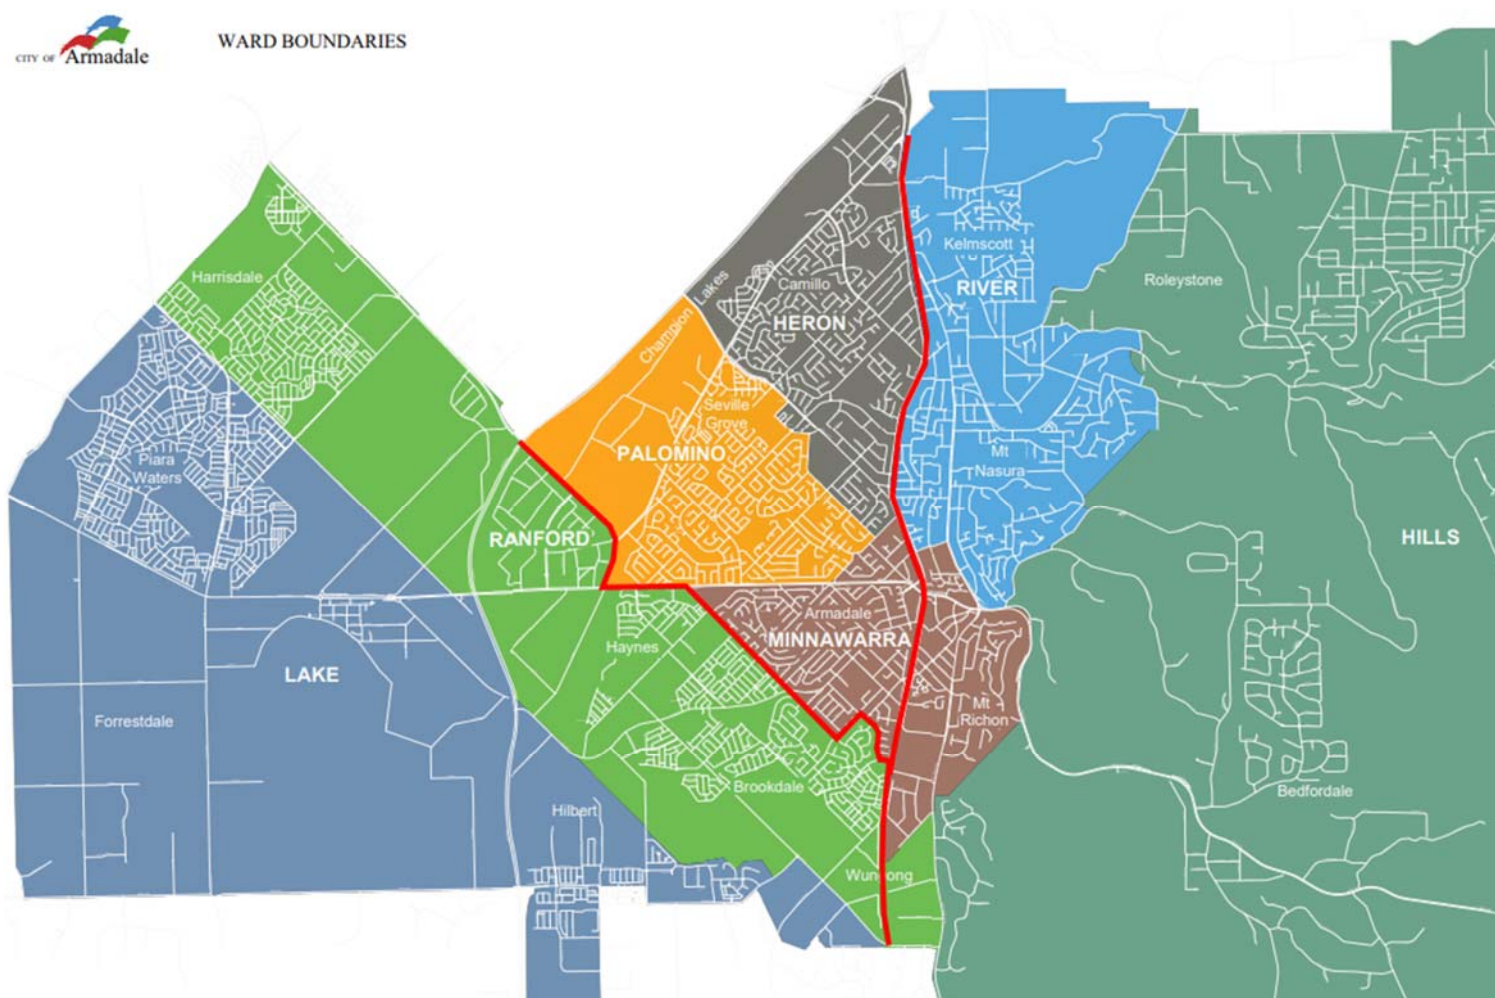 CITY OF Armadale
WARD BOUNDARIES
Kelmscott
Harrisdale
Roleystone
Camillo
RIVER
Champion Lakes
HERON
Seville
Grove
PALOMINO
Mt
Nasura
Piara
Waters
RANFORD
HILLS
Armadale
MINNAWARRA
Haynes
LAKE
Mt
Richon
Forrestdale
Brookdale
Bedfordale
Hilbert
Wungong